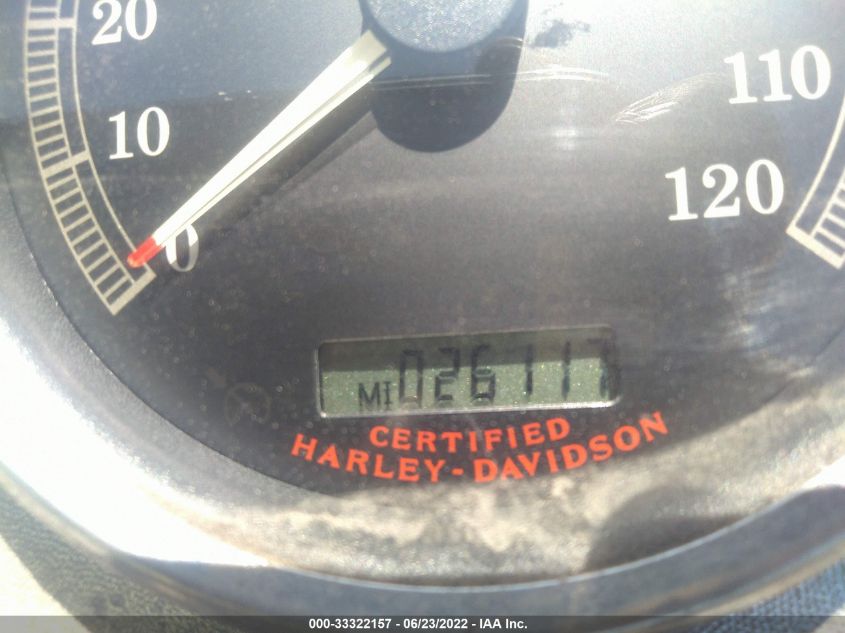 20
10
0
110
120
MI 026117
CERTIFIED
HARLEY-DAVIDSON
000-33322157 - 06/23/2022 - IAA Inc.